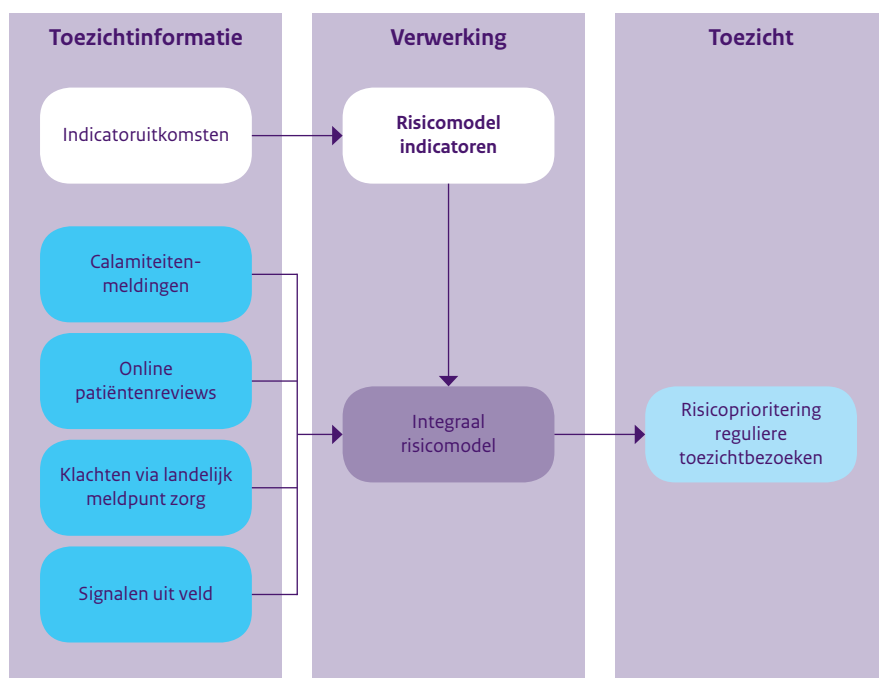 Toezichtinformatie
Verwerking
Toezicht
Indicatoruitkomsten
Risicomodel
indicatoren
Calamiteiten-
meldingen
Online
patiëntenreviews
Klachten via landelijk
meldpunt zorg
Signalen uit veld
Integraal
risicomodel
Risicoprioritering
reguliere
toezichtbezoeken